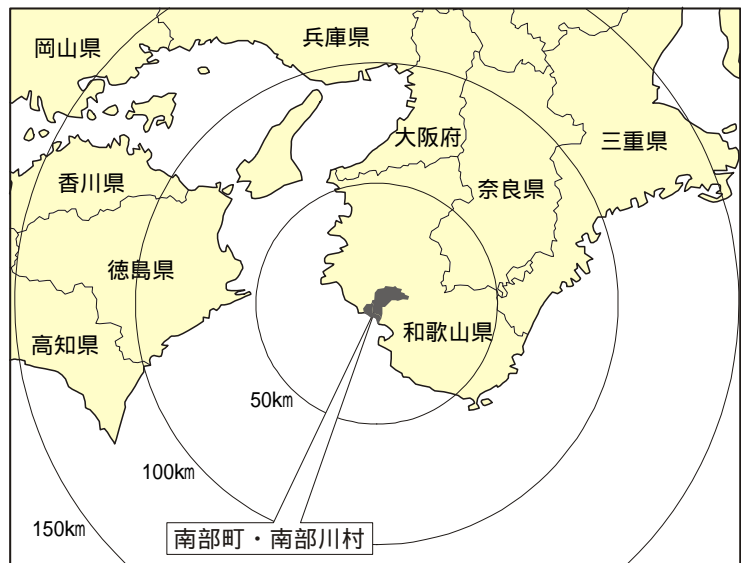 岡山県
兵庫県
大阪府
三重県
香川県
奈良県
徳島県
高知県
和歌山県
50km
100km
150km
南部町・南部川村